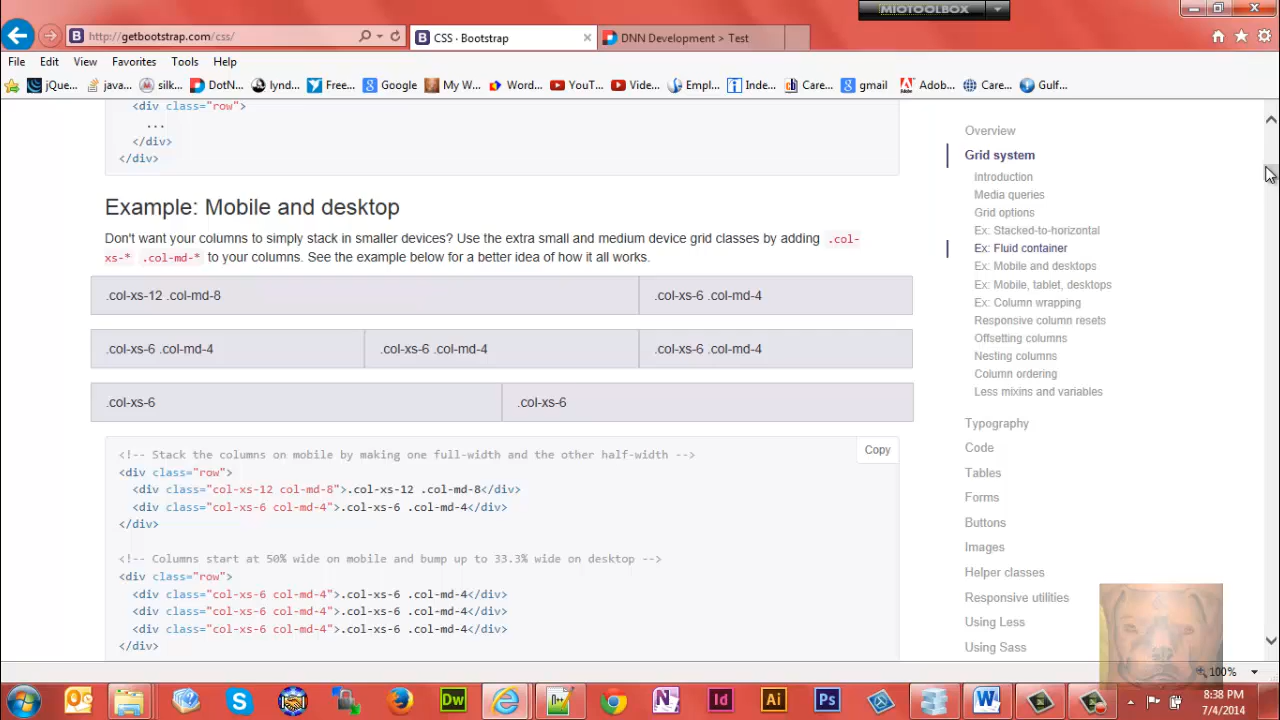 MIOTOOLBOX
http://getbootstrap.com/css/
CSS · Bootstrap
DNN Development > Test
File Edit View Favorites Tools Help
jQue... java... silk... DotN... lynd... Free... Google My W... Word... YouT... Vide... Empl... Inde... Care... gmail Adob... Care... Gulf...
<div class="row">
...
</div>
</div>
Example: Mobile and desktop
Don't want your columns to simply stack in smaller devices? Use the extra small and medium device grid classes by adding .col-
xs-* .col-md-* to your columns. See the example below for a better idea of how it all works.
.col-xs-12 .col-md-8 .col-xs-6 .col-md-4
.col-xs-6 .col-md-4 .col-xs-6 .col-md-4 .col-xs-6 .col-md-4
.col-xs-6 .col-xs-6
Copy
<!-- Stack the columns on mobile by making one full-width and the other half-width -->
<div class="row">
<div class="col-xs-12 col-md-8">.col-xs-12 .col-md-8</div>
<div class="col-xs-6 col-md-4">.col-xs-6 .col-md-4</div>
</div>
<!-- Columns start at 50% wide on mobile and bump up to 33.3% wide on desktop -->
<div class="row">
<div class="col-xs-6 col-md-4">.col-xs-6 .col-md-4</div>
<div class="col-xs-6 col-md-4">.col-xs-6 .col-md-4</div>
<div class="col-xs-6 col-md-4">.col-xs-6 .col-md-4</div>
</div>
Overview
Grid system
Introduction
Media queries
Grid options
Ex: Stacked-to-horizontal
Ex: Fluid container
Ex: Mobile and desktops
Ex: Mobile, tablet, desktops
Ex: Column wrapping
Responsive column resets
Offsetting columns
Nesting columns
Column ordering
Less mixins and variables
Typography
Code
Tables
Forms
Buttons
Images
Helper classes
Responsive utilities
Using Less
Using Sass
100%
Dw Id Ai Ps
8:38 PM
7/4/2014